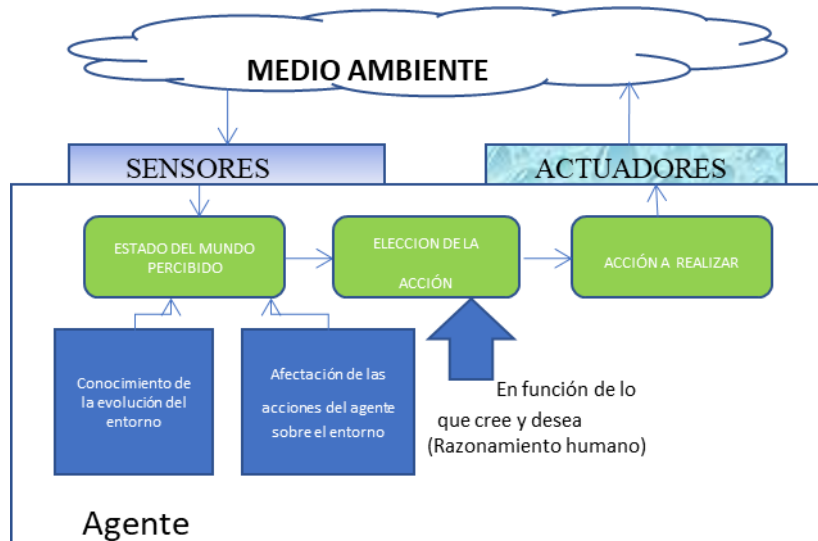 MEDIO AMBIENTE
SENSORES
ACTUADORES
ESTADO DEL MUNDO
PERCIBIDO
ELECCION DE LA
ACCIÓN
ACCIÓN A REALIZAR
Conocimiento de
la evolución del
entorno
Afectación de las
acciones del agente
sobre el entorno
En función de lo
que cree y desea
(Razonamiento humano)
Agente